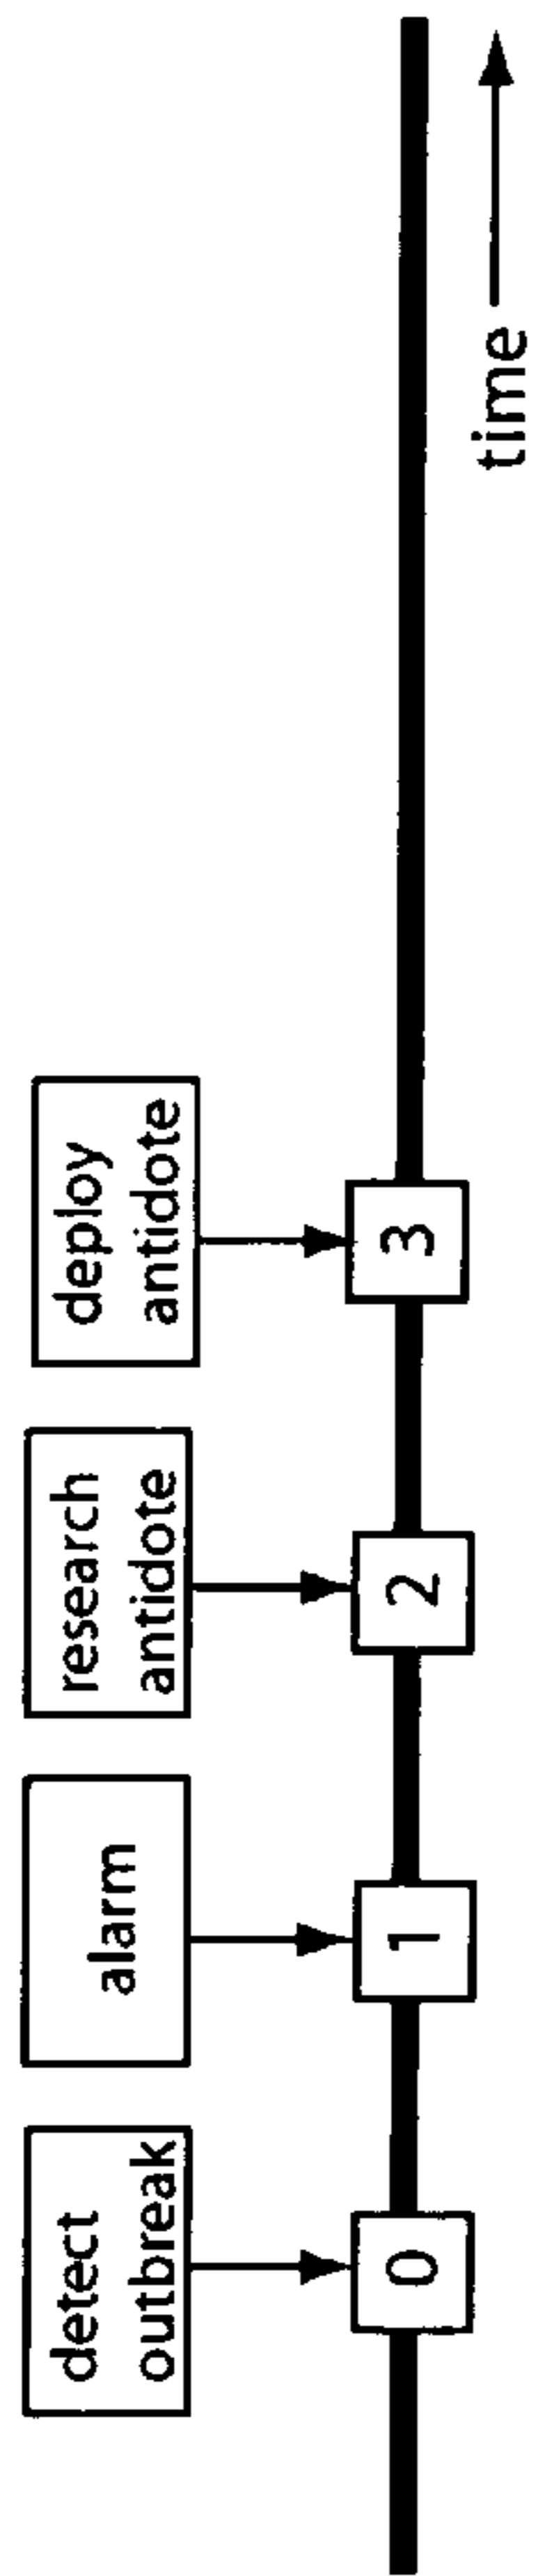 detect
outbreak
alarm
research
antidote
deploy
antidote
0
1
2
3
time